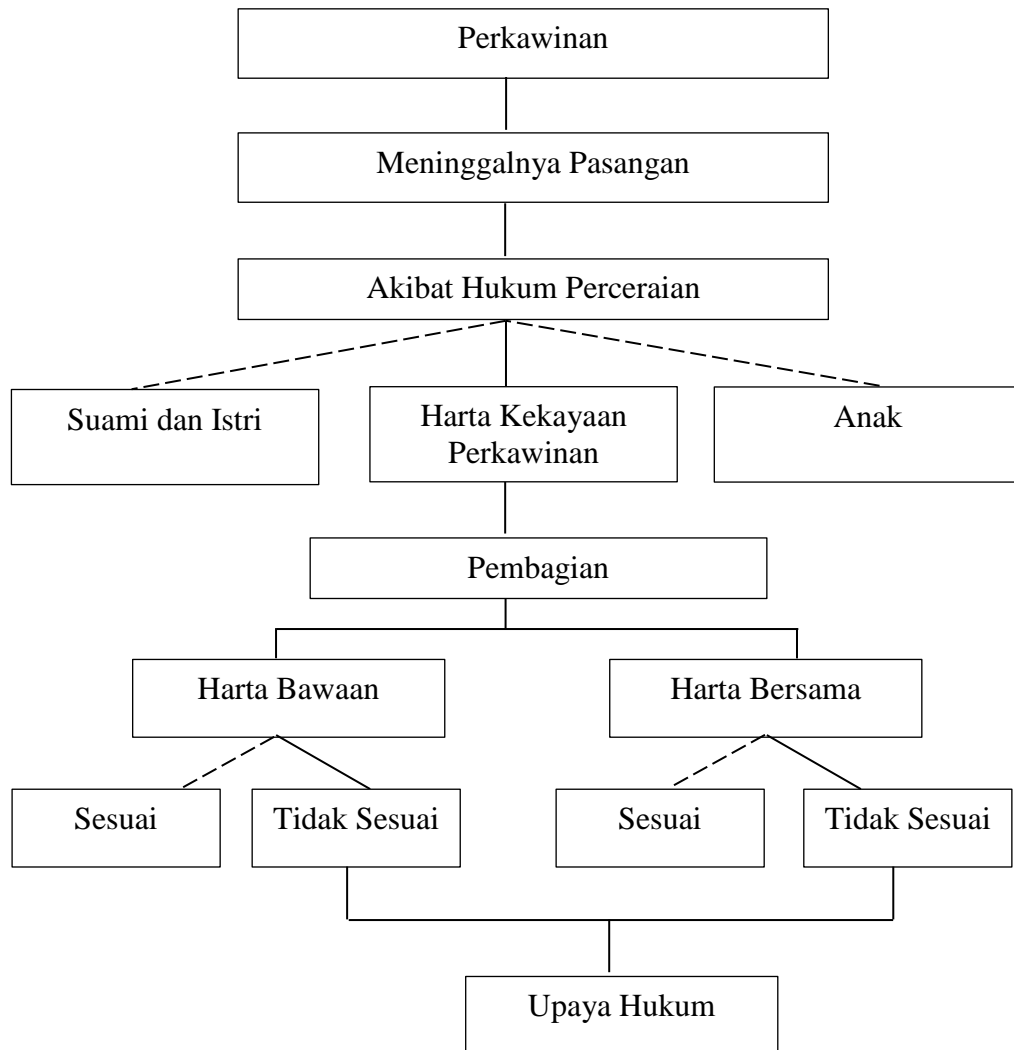 Perkawinan
Meninggalnya Pasangan
Akibat Hukum Perceraian
Suami dan Istri
Harta Kekayaan
Perkawinan
Anak
Pembagian
Harta Bawaan
Harta Bersama
Sesuai
Tidak Sesuai
Sesuai
Tidak Sesuai
Upaya Hukum